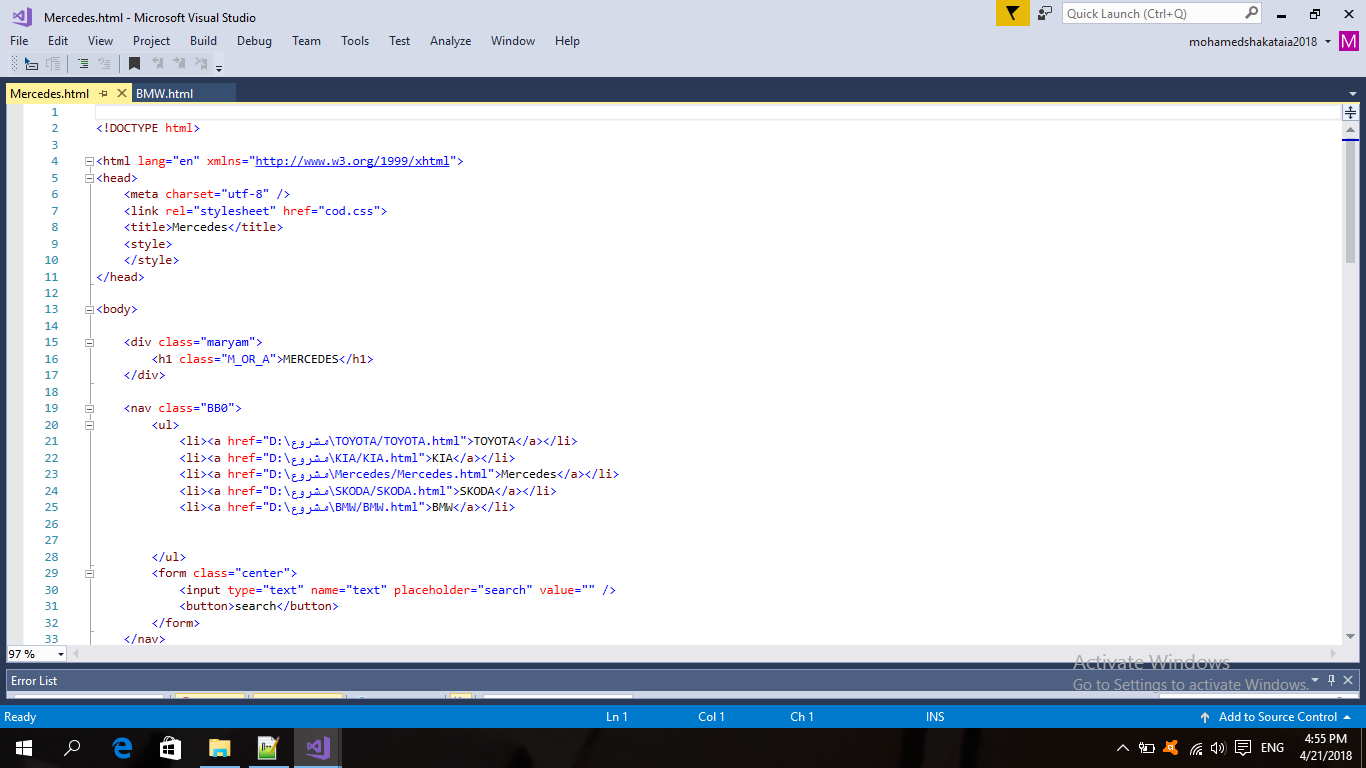 Mercedes.html - Microsoft Visual Studio
Quick Launch (Ctrl+Q)
File Edit View Project Build Debug Team Tools Test Analyze Window Help
mohamedshakataia2018 M
Mercedes.html BMW.html
1
2 <!DOCTYPE html>
3
4 <html lang="en" xmlns="http://www.w3.org/1999/xhtml">
5 <head>
6 <meta charset="utf-8" />
7 <link rel="stylesheet" href="cod.css">
8 <title>Mercedes</title>
9 <style>
10 </style>
11 </head>
12
13 <body>
14
15 <div class="maryam">
16 <h1 class="M_OR_A">MERCEDES</h1>
17 </div>
18
19 <nav class="BB0">
20 <ul>
21 <li><a href="D:\مشروع\TOYOTA/TOYOTA.html">TOYOTA</a></li>
22 <li><a href="D:\مشروع\KIA/KIA.html">KIA</a></li>
23 <li><a href="D:\مشروع\Mercedes/Mercedes.html">Mercedes</a></li>
24 <li><a href="D:\مشروع\SKODA/SKODA.html">SKODA</a></li>
25 <li><a href="D:\مشروع\BMW/BMW.html">BMW</a></li>
26
27
28 </ul>
29 <form class="center">
30 <input type="text" name="text" placeholder="search" value="" />
31 <button>search</button>
32 </form>
33 </nav>
97 %
Activate Windows
Go to Settings to activate Windows.
Error List
Ready Ln 1 Col 1 Ch 1 INS Add to Source Control
ENG
4:55 PM
4/21/2018